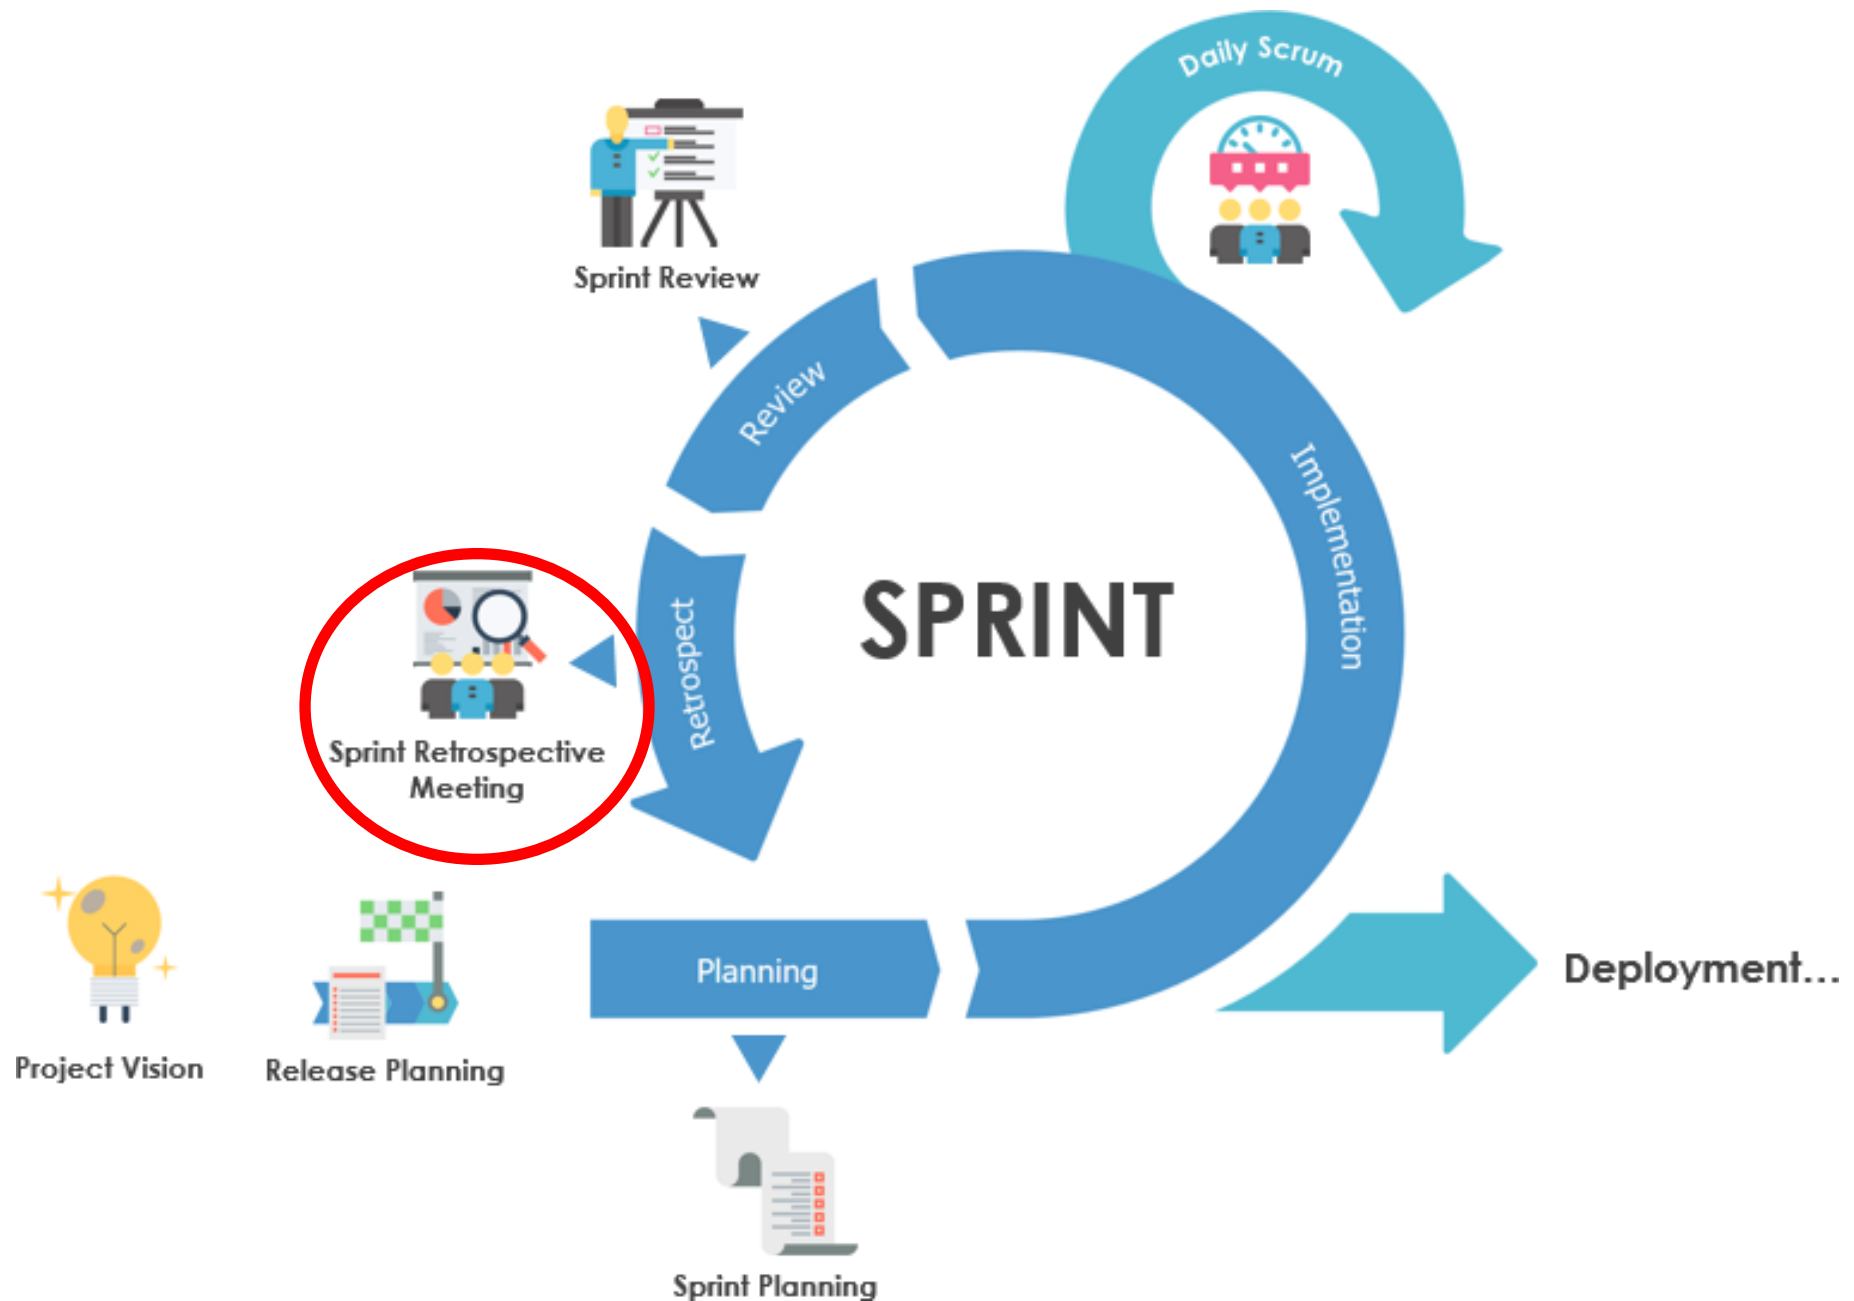 Daily Scrum
Sprint Review
Review
Implementation
SPRINT
Retrospect
Sprint Retrospective
Meeting
Planning
Deployment...
Project Vision
Release Planning
Sprint Planning